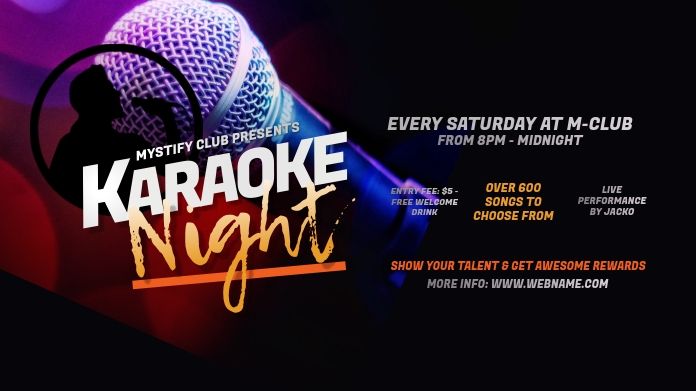 MYSTIFY CLUB PRESENTS
KARAOKE
Night
EVERY SATURDAY AT M-CLUB
FROM 8PM - MIDNIGHT
ENTRY FEE: $5 -
FREE WELCOME
DRINK
OVER 600
SONGS TO
CHOOSE FROM
LIVE
PERFORMANCE
BY JACKO
SHOW YOUR TALENT & GET AWESOME REWARDS
MORE INFO: WWW.WEBNAME.COM